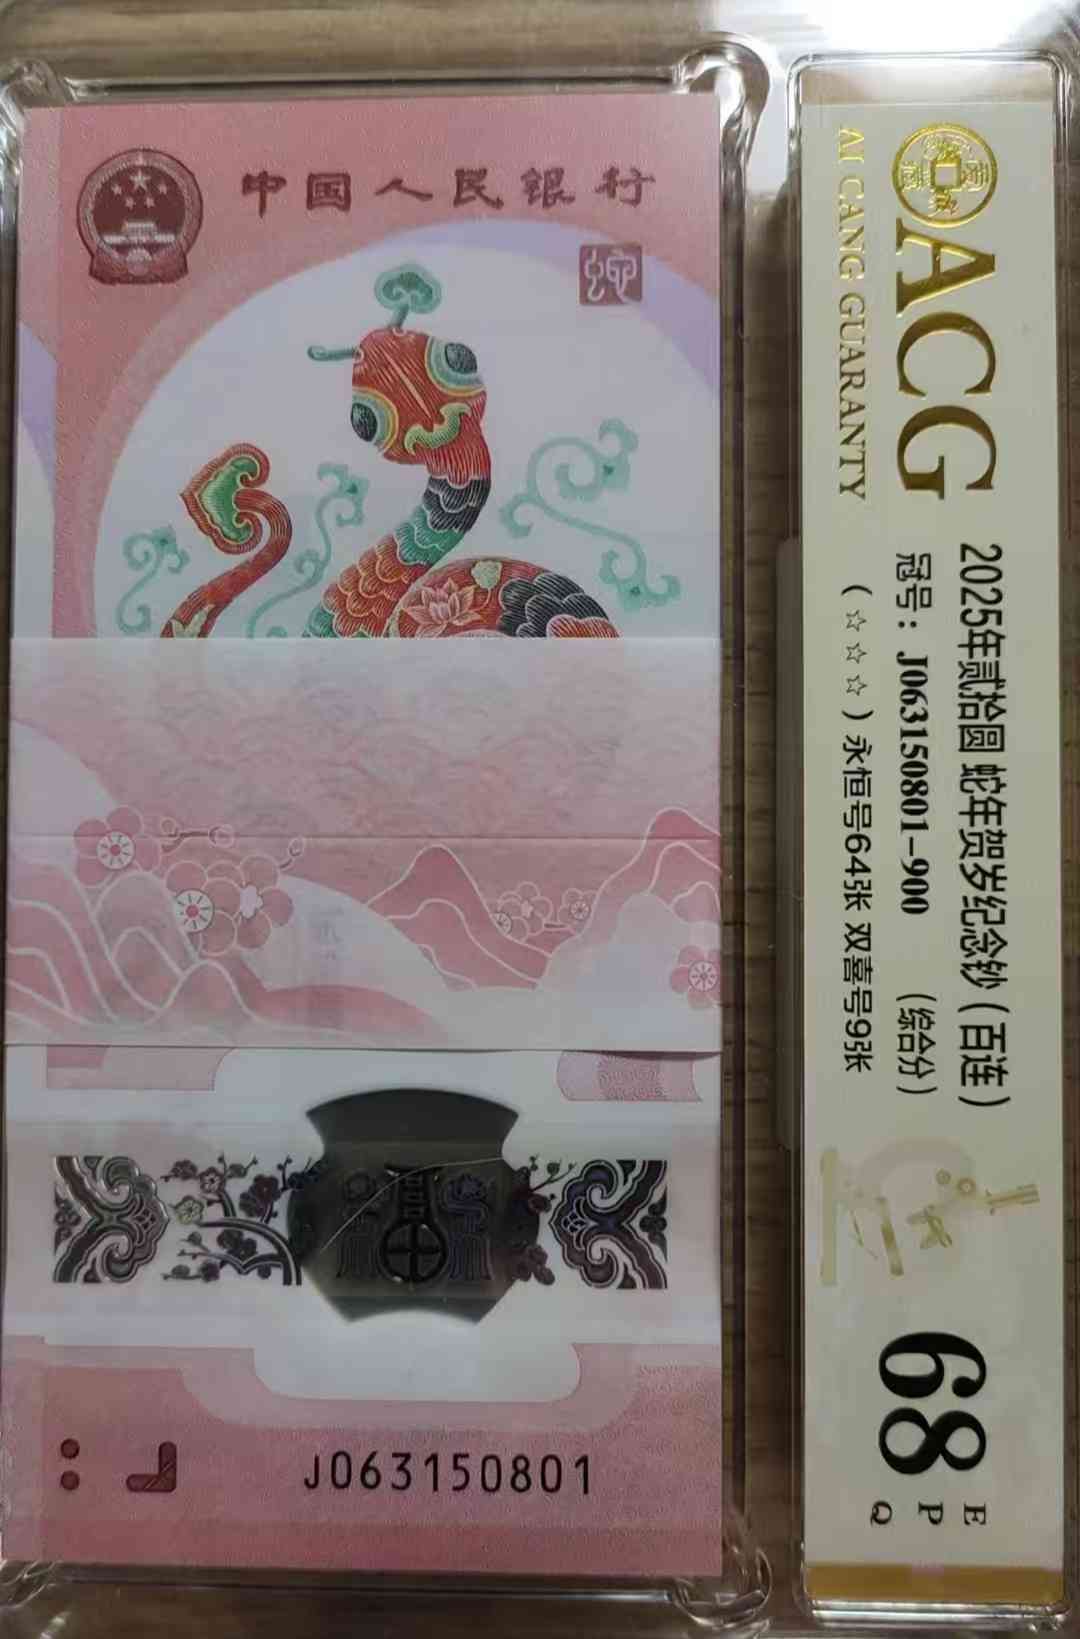 中国人民银行
蛇
J063150801
ACG
AI CANG GUARANTY
2025年贰拾圆 蛇年贺岁纪念钞（百连）
冠号：J063150801-900 （综合分）
（☆☆☆）永恒号64张 双喜号9张
68
E
P
Q